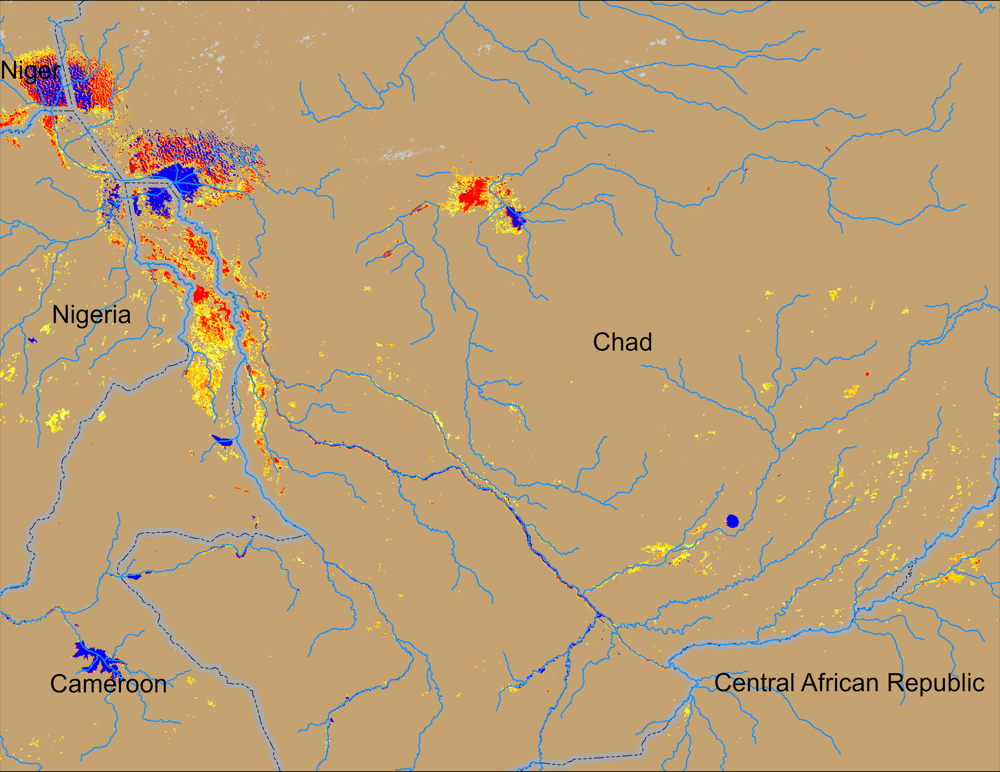 Niger
Nigeria
Chad
Cameroon
Central African Republic